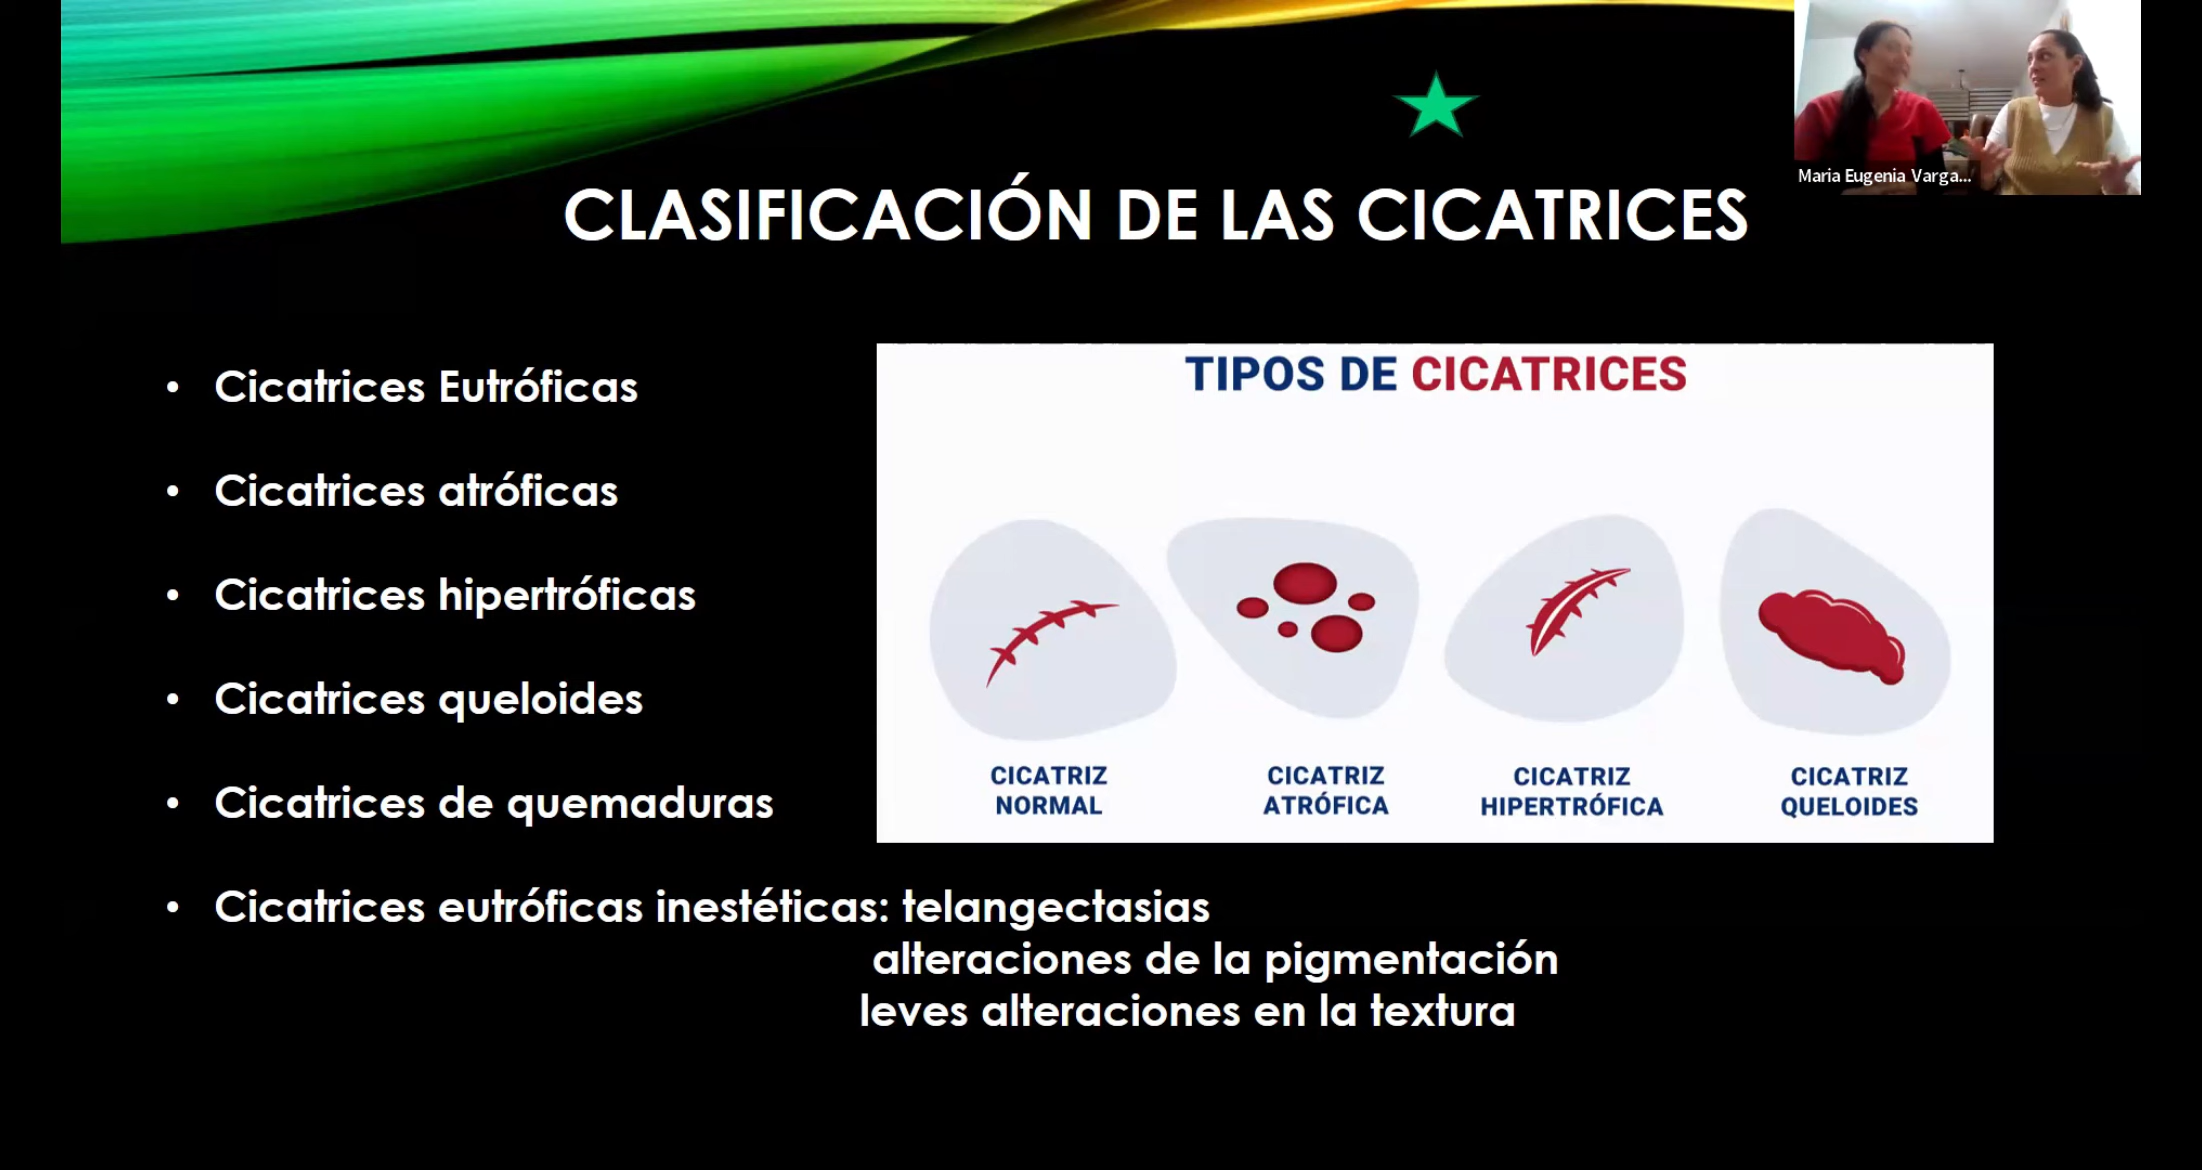 Maria Eugenia Varga...
CLASIFICACIÓN DE LAS CICATRICES
• Cicatrices Eutróficas
• Cicatrices atróficas
• Cicatrices hipertróficas
• Cicatrices queloides
• Cicatrices de quemaduras
• Cicatrices eutróficas inestéticas: telangectasias
alteraciones de la pigmentación
leves alteraciones en la textura
TIPOS DE CICATRICES
CICATRIZ
NORMAL
CICATRIZ
ATRÓFICA
CICATRIZ
HIPERTRÓFICA
CICATRIZ
QUELOIDES